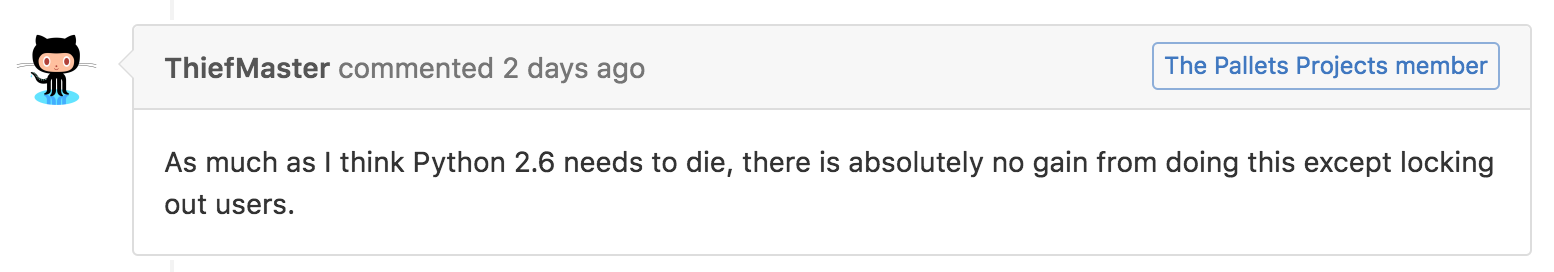 ThiefMaster commented 2 days ago
The Pallets Projects member
As much as I think Python 2.6 needs to die, there is absolutely no gain from doing this except locking
out users.